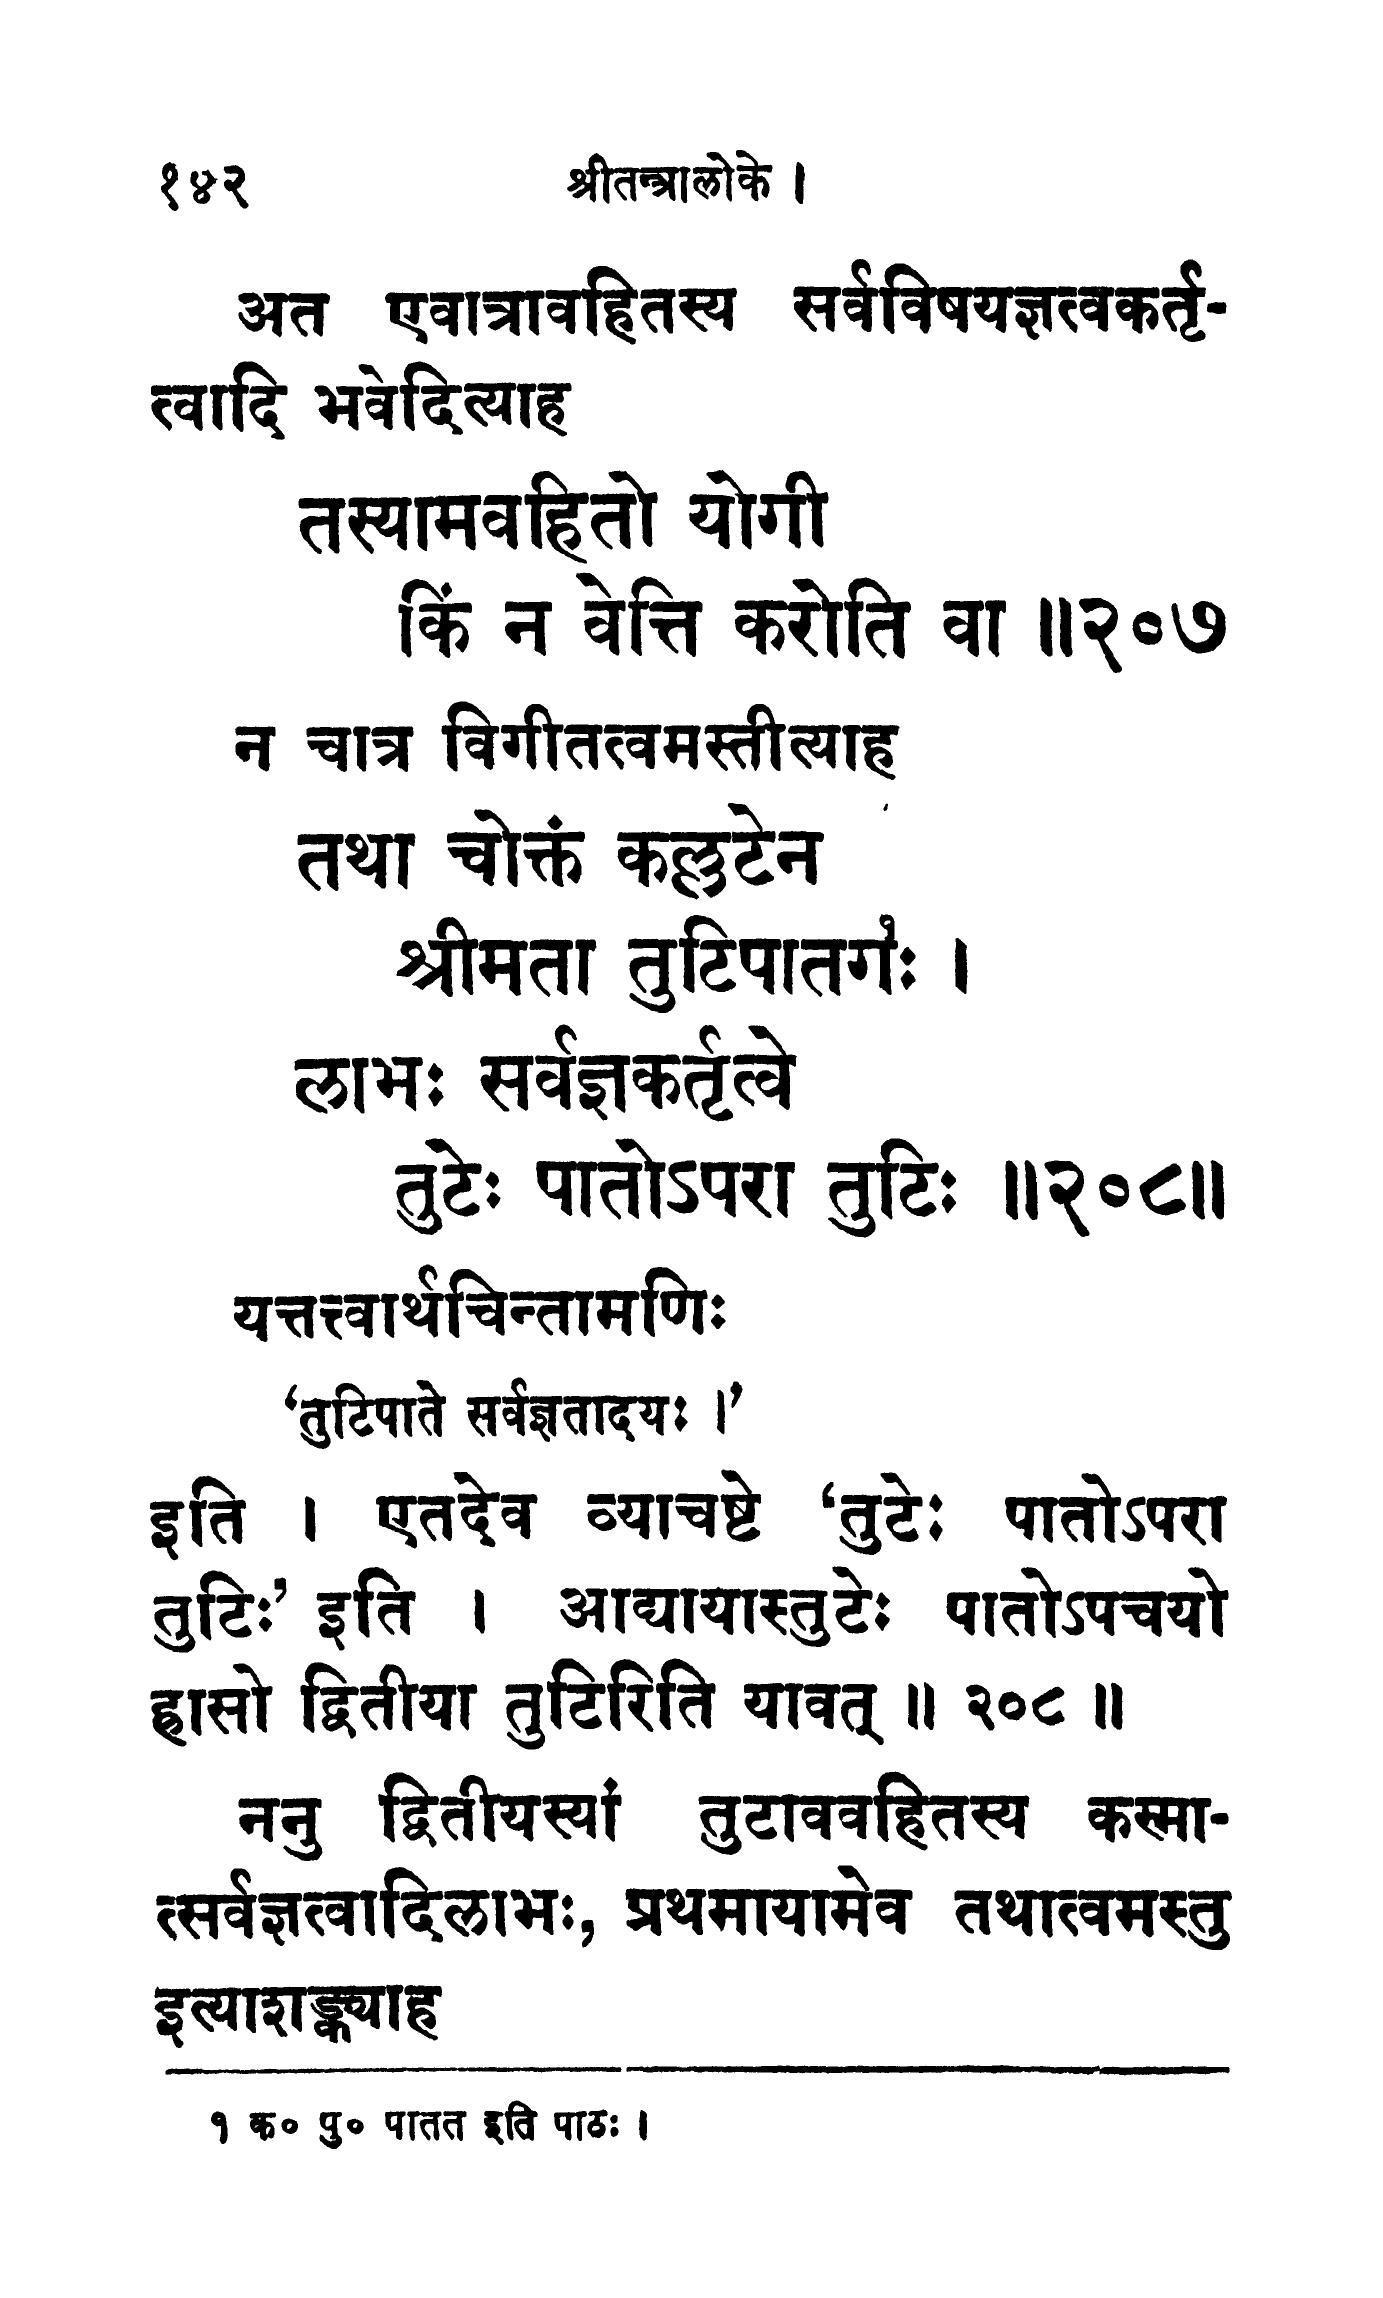 १४२ श्रीतन्त्रालोके ।
अत एवात्रावहितस्य सर्वविषयज्ञत्वकर्तृ-
त्वादि भवेदित्याह
तस्यामवहितो योगी
किं न वेत्ति करोति वा ॥२०७
न चात्र विगीतत्वमस्तीत्याह
तथा चोक्तं कल्लटेन
श्रीमता तुटिपातगः१ ।
लाभः सर्वज्ञकर्तृत्वे
तुटेः पातोऽपरा तुटिः ॥२०८॥
यत्तत्त्वार्थचिन्तामणिः
‘तुटिपाते सर्वज्ञतादयः ।’
इति । एतदेव व्याचष्टे ‘तुटेः पातोऽपरा
तुटिः’ इति । आद्यायास्तुटेः पातोऽपचयो
ह्रासो द्वितीया तुटिरिति यावत् ॥ २०८ ॥
ननु द्वितीयस्यां तुटाववहितस्य कस्मा-
त्सर्वज्ञत्वादिलाभः, प्रथमायामेव तथात्वमस्तु
इत्याशङ्क्याह
१ क० पु० पातत इति पाठः ।